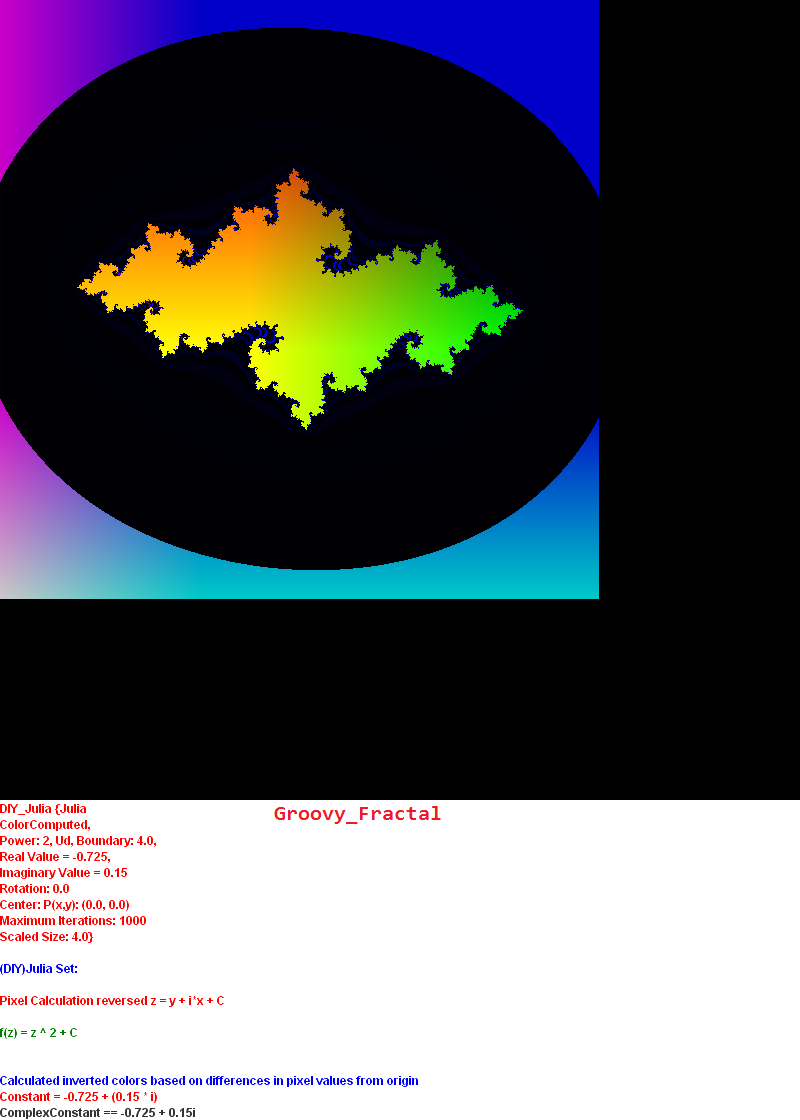 DIY_Julia {Julia
Groovy_Fractal
ColorComputed,
Power: 2, Ud, Boundary: 4.0,
Real Value = -0.725,
Imaginary Value = 0.15
Rotation: 0.0
Center: P(x,y): (0.0, 0.0)
Maximum Iterations: 1000
Scaled Size: 4.0}
(DIY)Julia Set:
Pixel Calculation reversed z = y + i*x + C
f(z) = z ^ 2 + C
Calculated inverted colors based on differences in pixel values from origin
Constant = -0.725 + (0.15 * i)
ComplexConstant == -0.725 + 0.15i